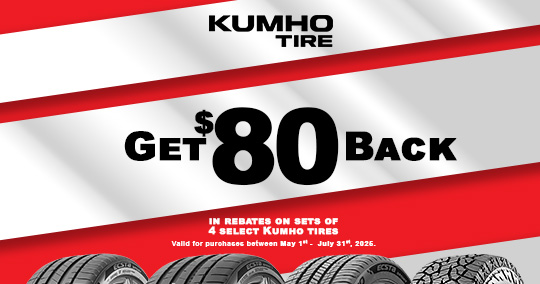 KUMHO
TIRE
GET $80 BACK
IN REBATES ON SETS OF
4 SELECT KUMHO TIRES
Valid for purchases between May 1st - July 31st, 2025.